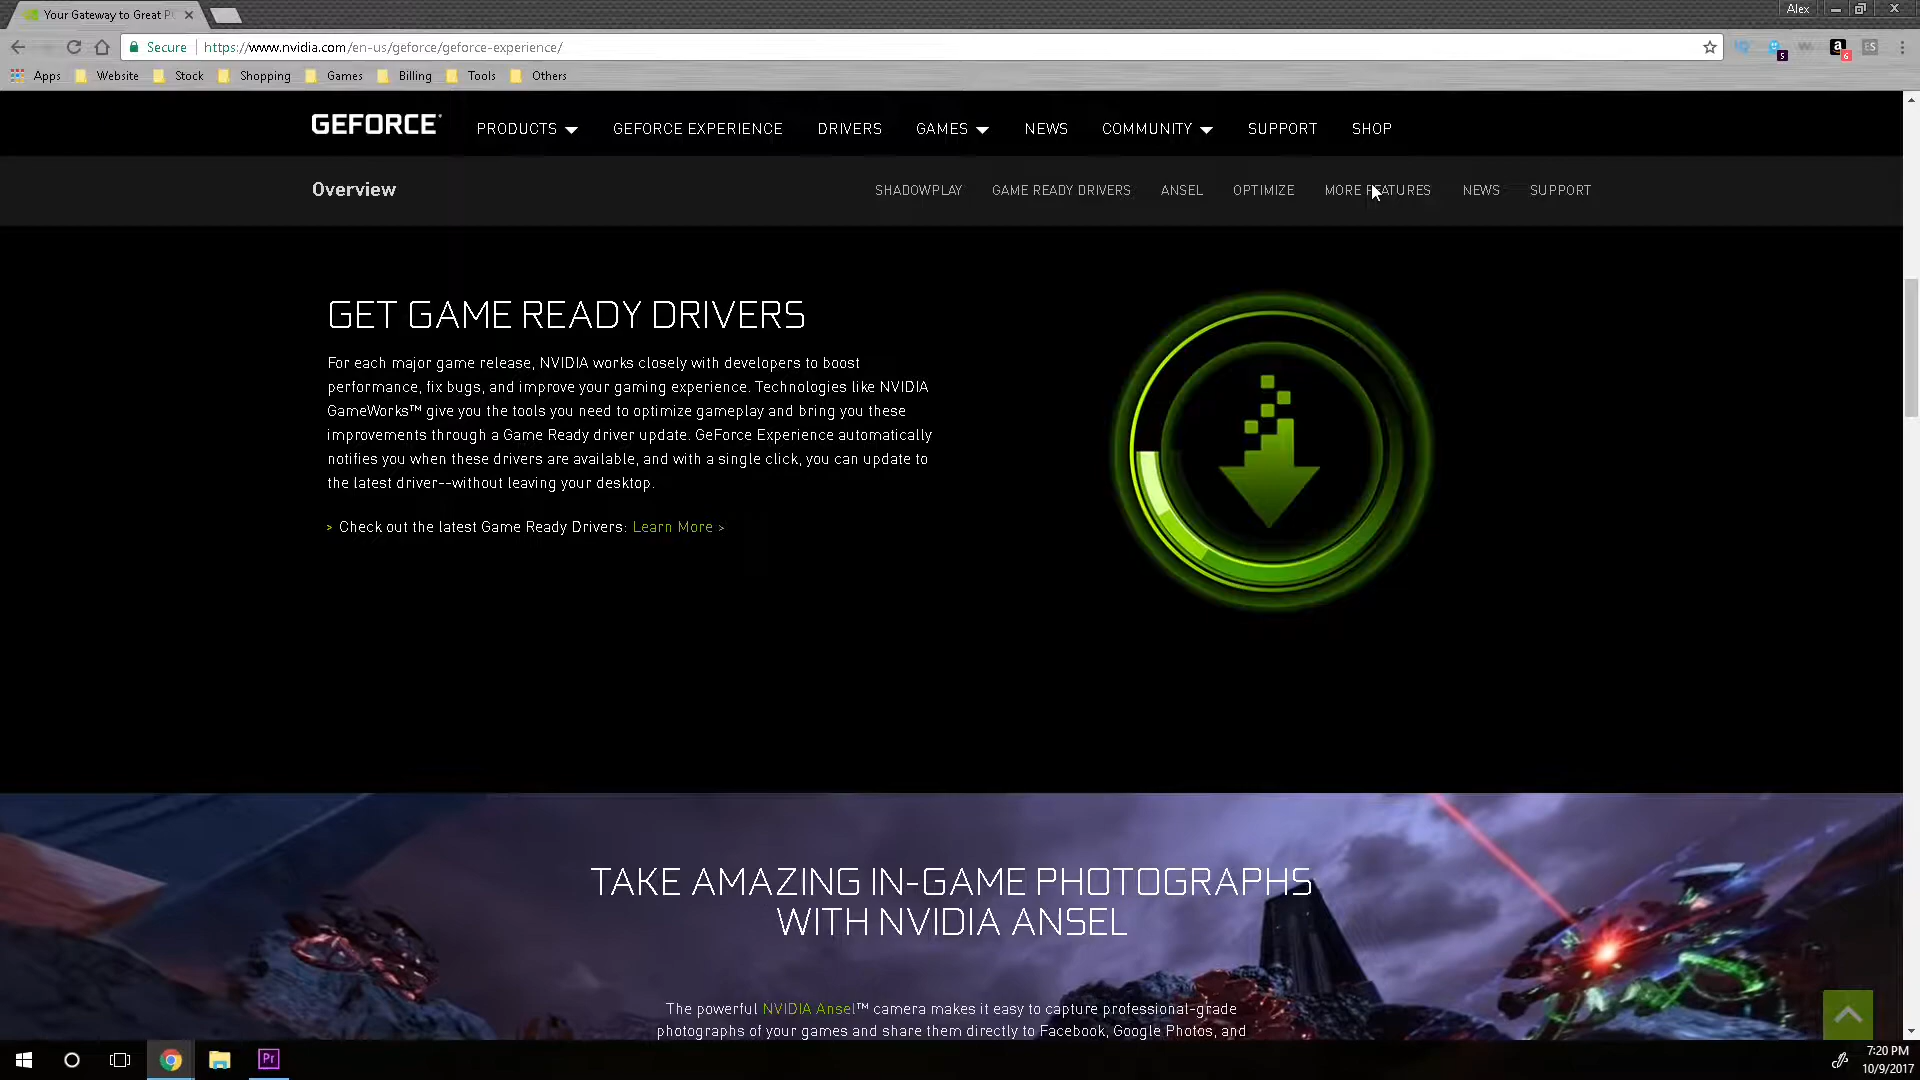 Your Gateway to Great P
Alex
Secure
https://www.nvidia.com/en-us/geforce/geforce-experience/
Apps
Website
Stock
Shopping
Games
Billing
Tools
Others
GEFORCE
PRODUCTS
GEFORCE EXPERIENCE
DRIVERS
GAMES
NEWS
COMMUNITY
SUPPORT
SHOP
Overview
SHADOWPLAY
GAME READY DRIVERS
ANSEL
OPTIMIZE
MORE FEATURES
NEWS
SUPPORT
GET GAME READY DRIVERS
For each major game release, NVIDIA works closely with developers to boost
performance, fix bugs, and improve your gaming experience. Technologies like NVIDIA
GameWorks™ give you the tools you need to optimize gameplay and bring you these
improvements through a Game Ready driver update. GeForce Experience automatically
notifies you when these drivers are available, and with a single click, you can update to
the latest driver--without leaving your desktop.
> Check out the latest Game Ready Drivers: Learn More >
TAKE AMAZING IN-GAME PHOTOGRAPHS
WITH NVIDIA ANSEL
The powerful NVIDIA Ansel™ camera makes it easy to capture professional-grade
photographs of your games and share them directly to Facebook, Google Photos, and
Pr
7:20 PM
10/9/2017